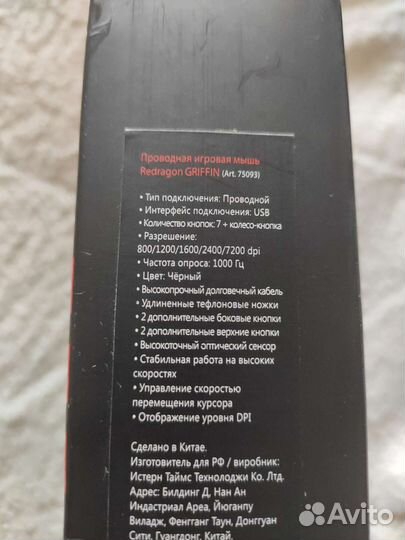 Проводная игровая мышь
Redragon GRIFFIN (Art. 75093)
• Тип подключения: Проводной
• Интерфейс подключения: USB
• Количество кнопок: 7 + колесо-кнопка
• Разрешение:
800/1200/1600/2400/7200 dpi
• Частота опроса: 1000 Гц
• Цвет: Чёрный
• Высокопрочный долговечный кабель
• Удлиненные тефлоновые ножки
• 2 дополнительные боковые кнопки
• 2 дополнительные верхние кнопки
• Высокоточный оптический сенсор
• Стабильная работа на высоких
скоростях
• Управление скоростью
перемещения курсора
• Отображение уровня DPI
Сделано в Китае.
Изготовитель для РФ / виробник:
Истерн Таймс Технолоджи Ко. Лтд.
Адрес: Билдинг Д, Нан Ан
Индастриал Ареа, Йюганпу
Виладж, Фенгганг Таун, Донггуан
Сити, Гуангдонг, Китай.
Avito